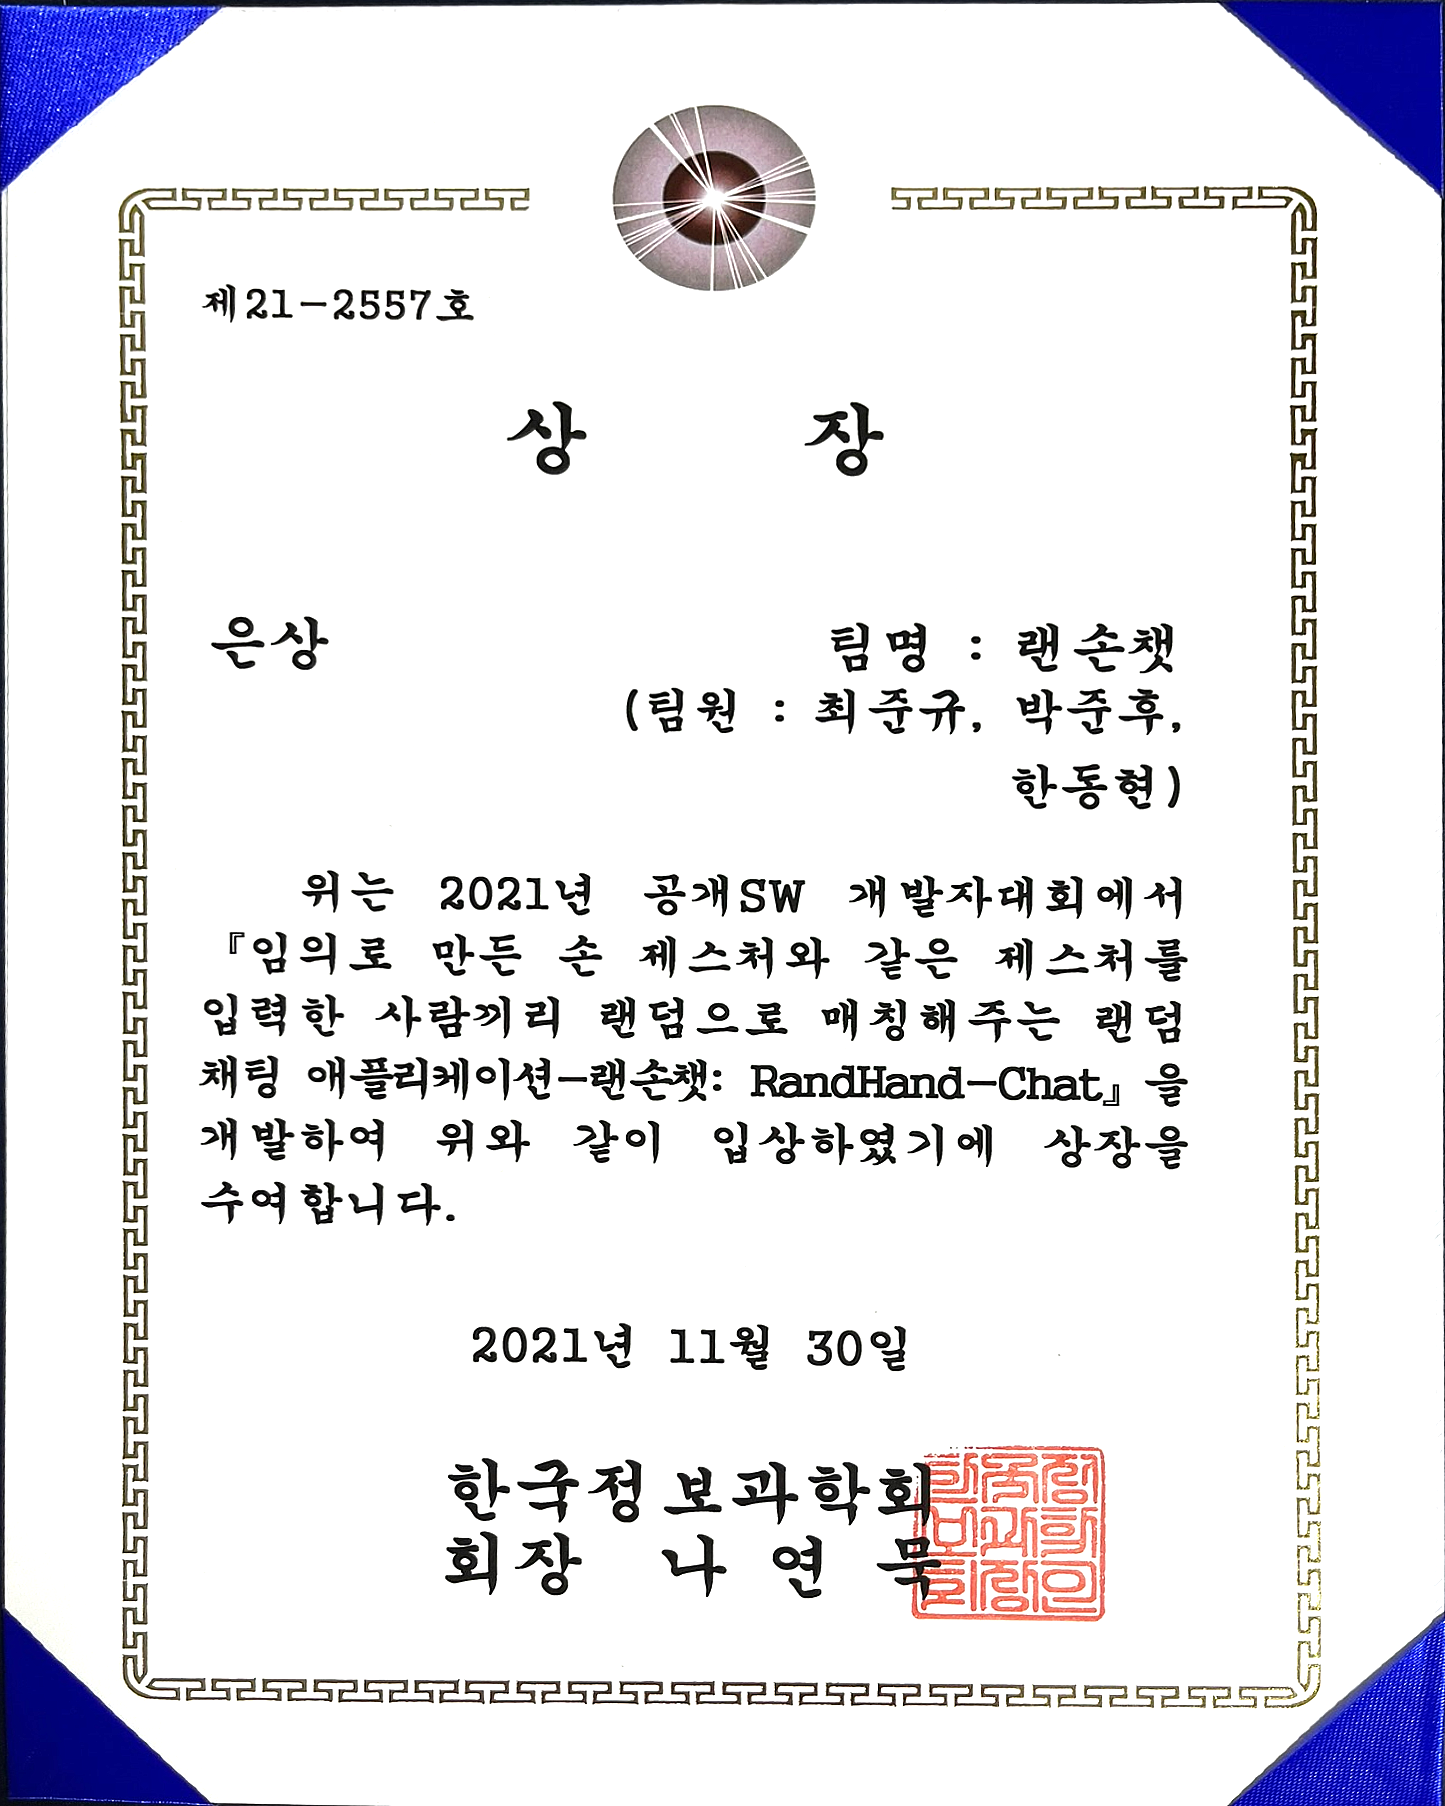 제21-2557호
상 장
은상
팀명 : 랜손챗
(팀원 : 최준규, 박준후,
한동현)
위는 2021년 공개SW 개발자대회에서
『임의로 만든 손 제스처와 같은 제스처를
입력한 사람끼리 랜덤으로 매칭해주는 랜덤
채팅 애플리케이션-랜손챗: RandHand-Chat』을
개발하여 위와 같이 입상하였기에 상장을
수여합니다.
2021년 11월 30일
한국정보과학회
회장 나연묵
한국정
보과학
회장인